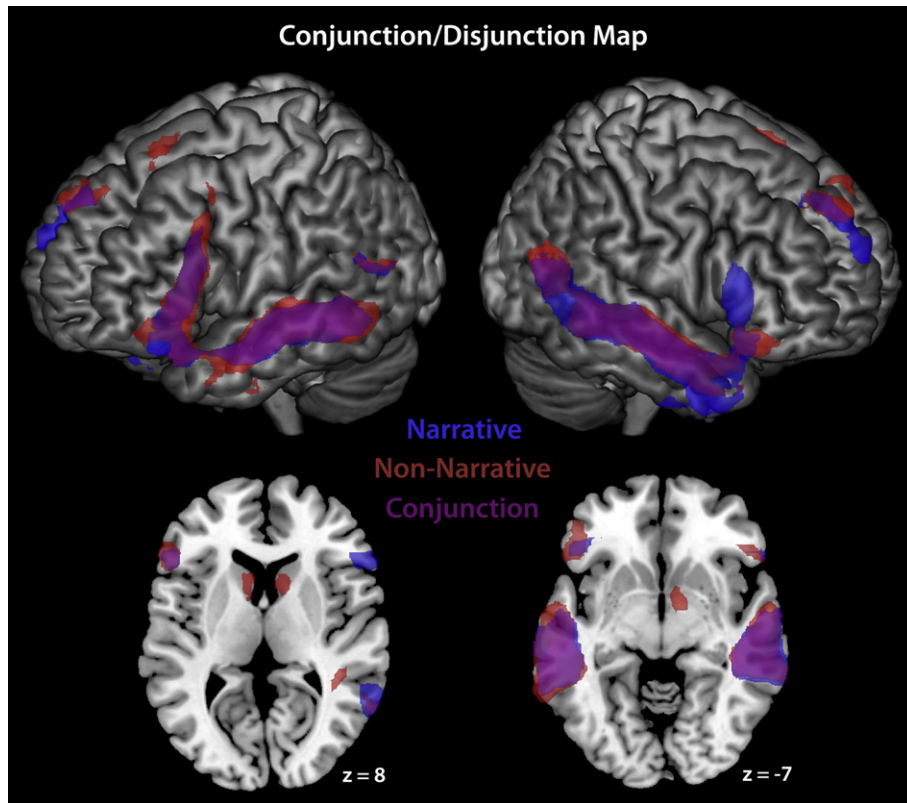 Conjunction/Disjunction Map
Narrative
Non-Narrative
Conjunction
z = 8
z = -7